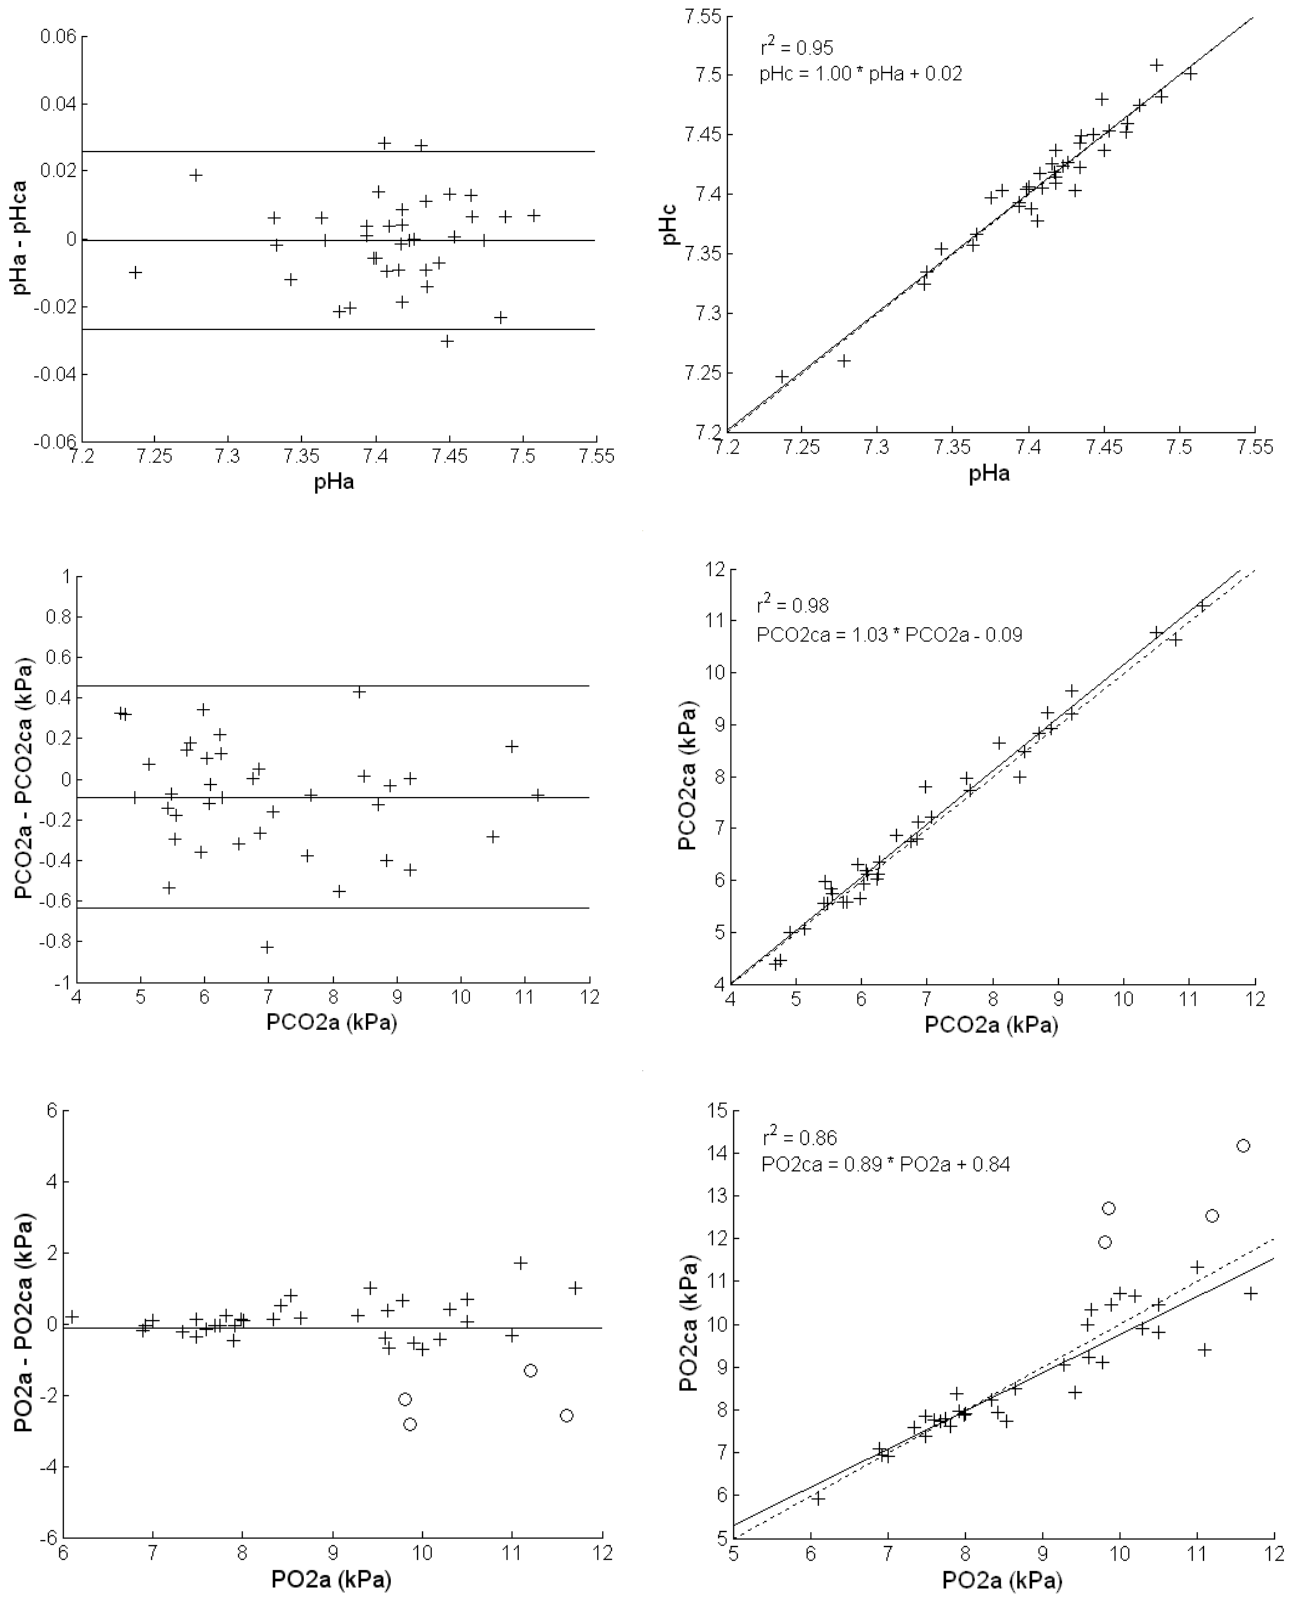 0.06
0.04
0.02
0
-0.02
-0.04
-0.06
pHa - pHca
7.2 7.25 7.3 7.35 7.4 7.45 7.5 7.55
pHa
r2 = 0.95
pHc = 1.00 * pHa + 0.02
7.55
7.5
7.45
7.4
7.35
7.3
7.25
7.2
pHc
7.2 7.25 7.3 7.35 7.4 7.45 7.5 7.55
pHa
1
0.8
0.6
0.4
0.2
0
-0.2
-0.4
-0.6
-0.8
-1
PCO2a - PCO2ca (kPa)
4 5 6 7 8 9 10 11 12
PCO2a (kPa)
r2 = 0.98
PCO2ca = 1.03 * PCO2a - 0.09
12
11
10
9
8
7
6
5
4
PCO2ca (kPa)
4 5 6 7 8 9 10 11 12
PCO2a (kPa)
6
4
2
0
-2
-4
-6
PO2a - PO2ca (kPa)
6 7 8 9 10 11 12
PO2a (kPa)
r2 = 0.86
PO2ca = 0.89 * PO2a + 0.84
15
14
13
12
11
10
9
8
7
6
5
PO2ca (kPa)
5 6 7 8 9 10 11 12
PO2a (kPa)